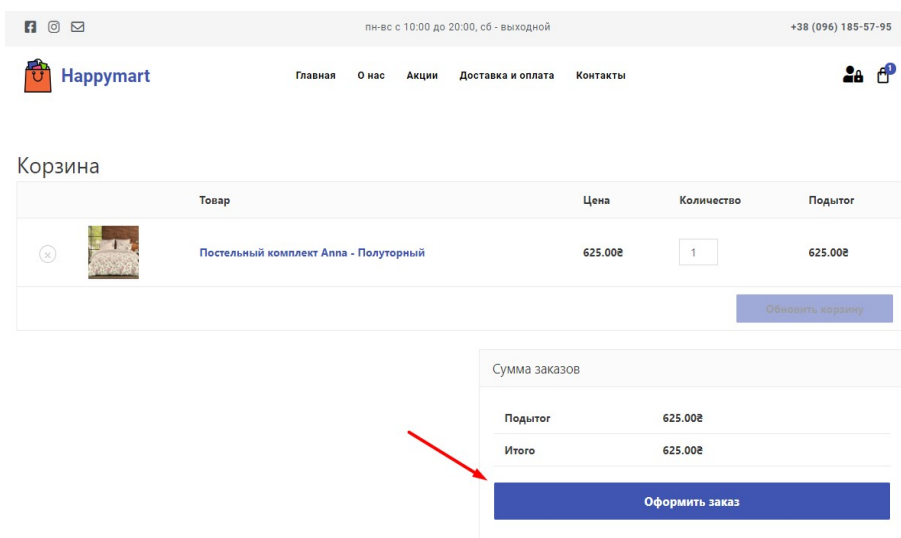 пн-вс с 10:00 до 20:00, сб - выходной +38 (096) 185-57-95
Happymart Главная О нас Акции Доставка и оплата Контакты 1
Корзина
Товар Цена Количество Подытог
Постельный комплект Anna - Полуторный 625.00₴ 1 625.00₴
Обновить корзину
Сумма заказов
Подытог 625.00₴
Итого 625.00₴
Оформить заказ